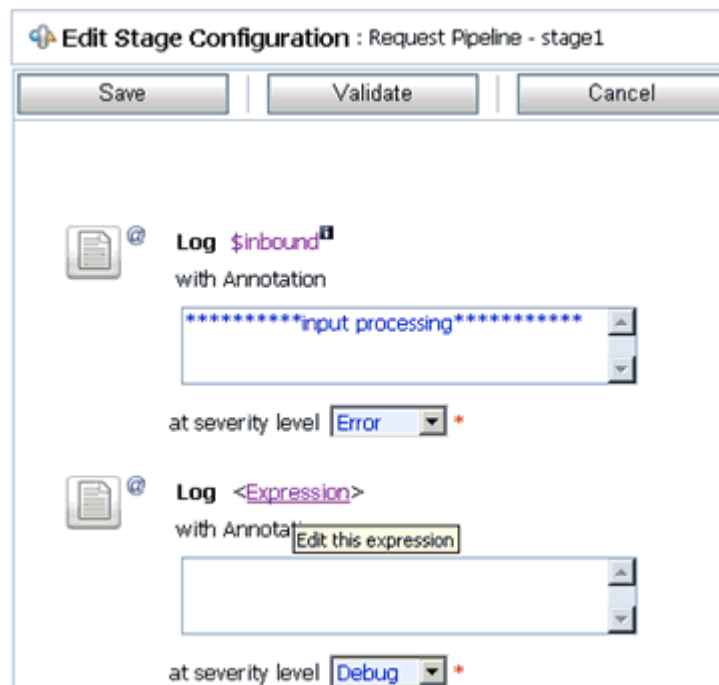 Edit Stage Configuration : Request Pipeline - stage1
Save Validate Cancel
@ Log $inbound
with Annotation
**********input processing***********
at severity level Error *
@ Log <Expression>
with Annotat
Edit this expression
at severity level Debug *